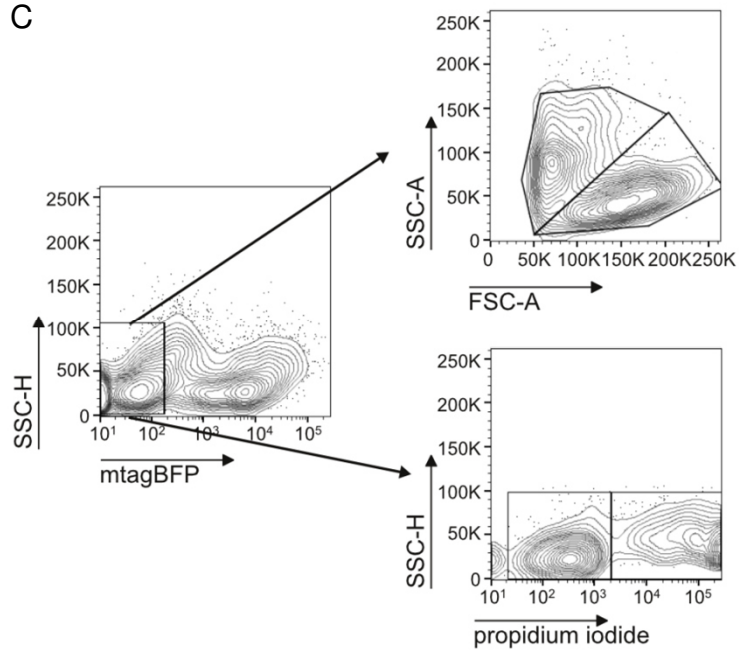 C
250K
200K
150K
100K
50K
0
SSC-A
0 50K 100K 150K 200K 250K
FSC-A
250K
200K
150K
100K
50K
0
SSC-H
10¹ 10² 10³ 10⁴ 10⁵
mtagBFP
250K
200K
150K
100K
50K
0
SSC-H
10¹ 10² 10³ 10⁴ 10⁵
propidium iodide